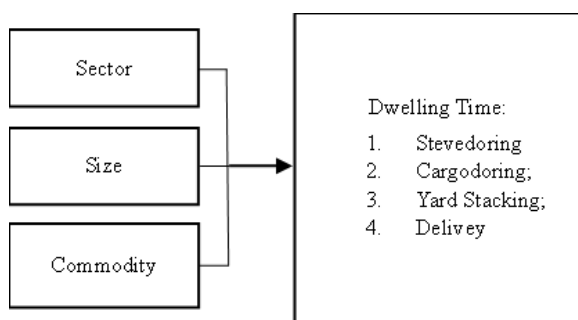 Sector
Size
Commodity
Dwelling Time:
1. Stevedoring
2. Cargodoring;
3. Yard Stacking;
4. Delivey